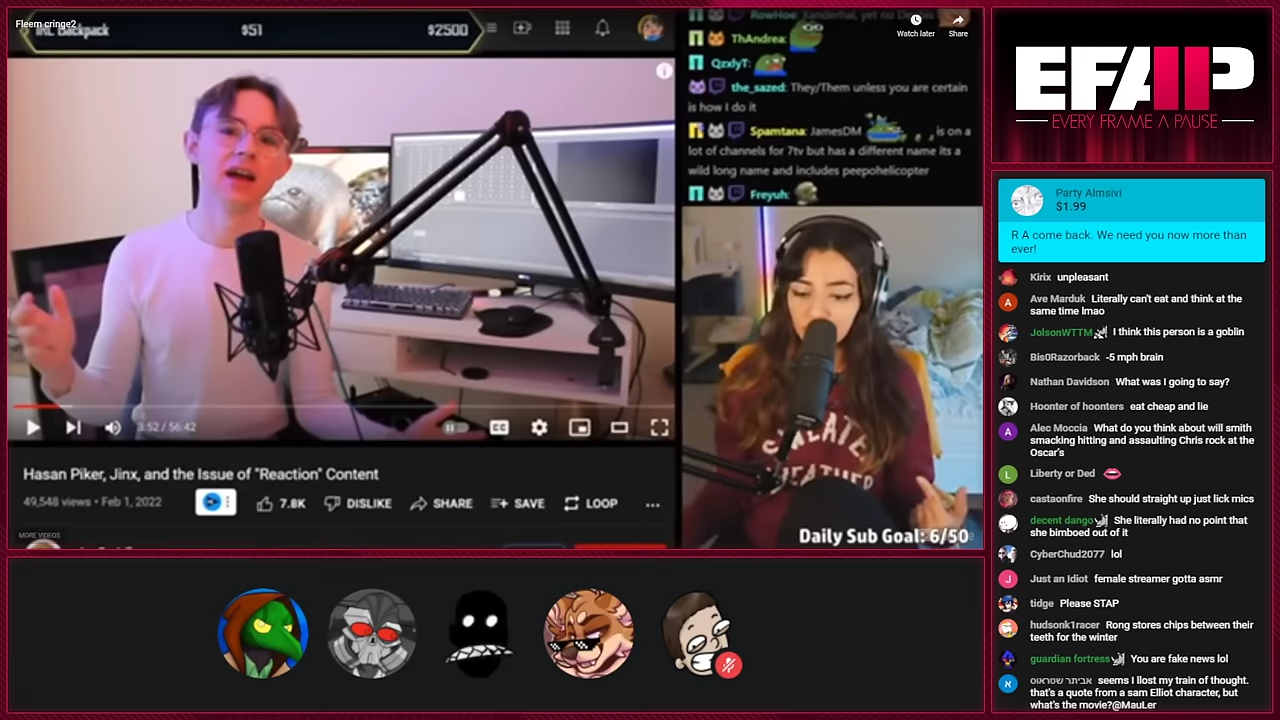 Fleem cringe2
IRL Backpack
$51
$2500
Watch later
Share
ThAndrea:
QzxlyT:
the_sazed: They/Them unless you are certain
is how I do it
Spamtana: JamesDM
is on a
lot of channels for 7tv but has a different name its a
wild long name and includes peepohelicopter
Freyuh:
3:52 / 56:42
CC
Hasan Piker, Jinx, and the Issue of "Reaction" Content
49,548 views • Feb 1, 2022
7.8K
DISLIKE
SHARE
SAVE
LOOP
MORE VIDEOS
SWEATER
WEATHER
Daily Sub Goal: 6/50
EFAP
EVERY FRAME A PAUSE
Party Almsivi
$1.99
R A come back. We need you now more than
ever!
Kirix unpleasant
Ave Marduk Literally can't eat and think at the
same time lmao
JolsonWTTM I think this person is a goblin
Bis0Razorback -5 mph brain
Nathan Davidson What was I going to say?
Hoonter of hoonters eat cheap and lie
Alec Moccia What do you think about will smith
smacking hitting and assaulting Chris rock at the
Oscar's
Liberty or Ded
castaonfire She should straight up just lick mics
decent dango She literally had no point that
she bimboed out of it
CyberChud2077 lol
Just an Idiot female streamer gotta asmr
tidge Please STAP
hudsonk1racer Rong stores chips between their
teeth for the winter
guardian fortress You are fake news lol
אביתר שטראוס seems I llost my train of thought.
that's a quote from a sam Elliot character, but
what's the movie?@MauLer